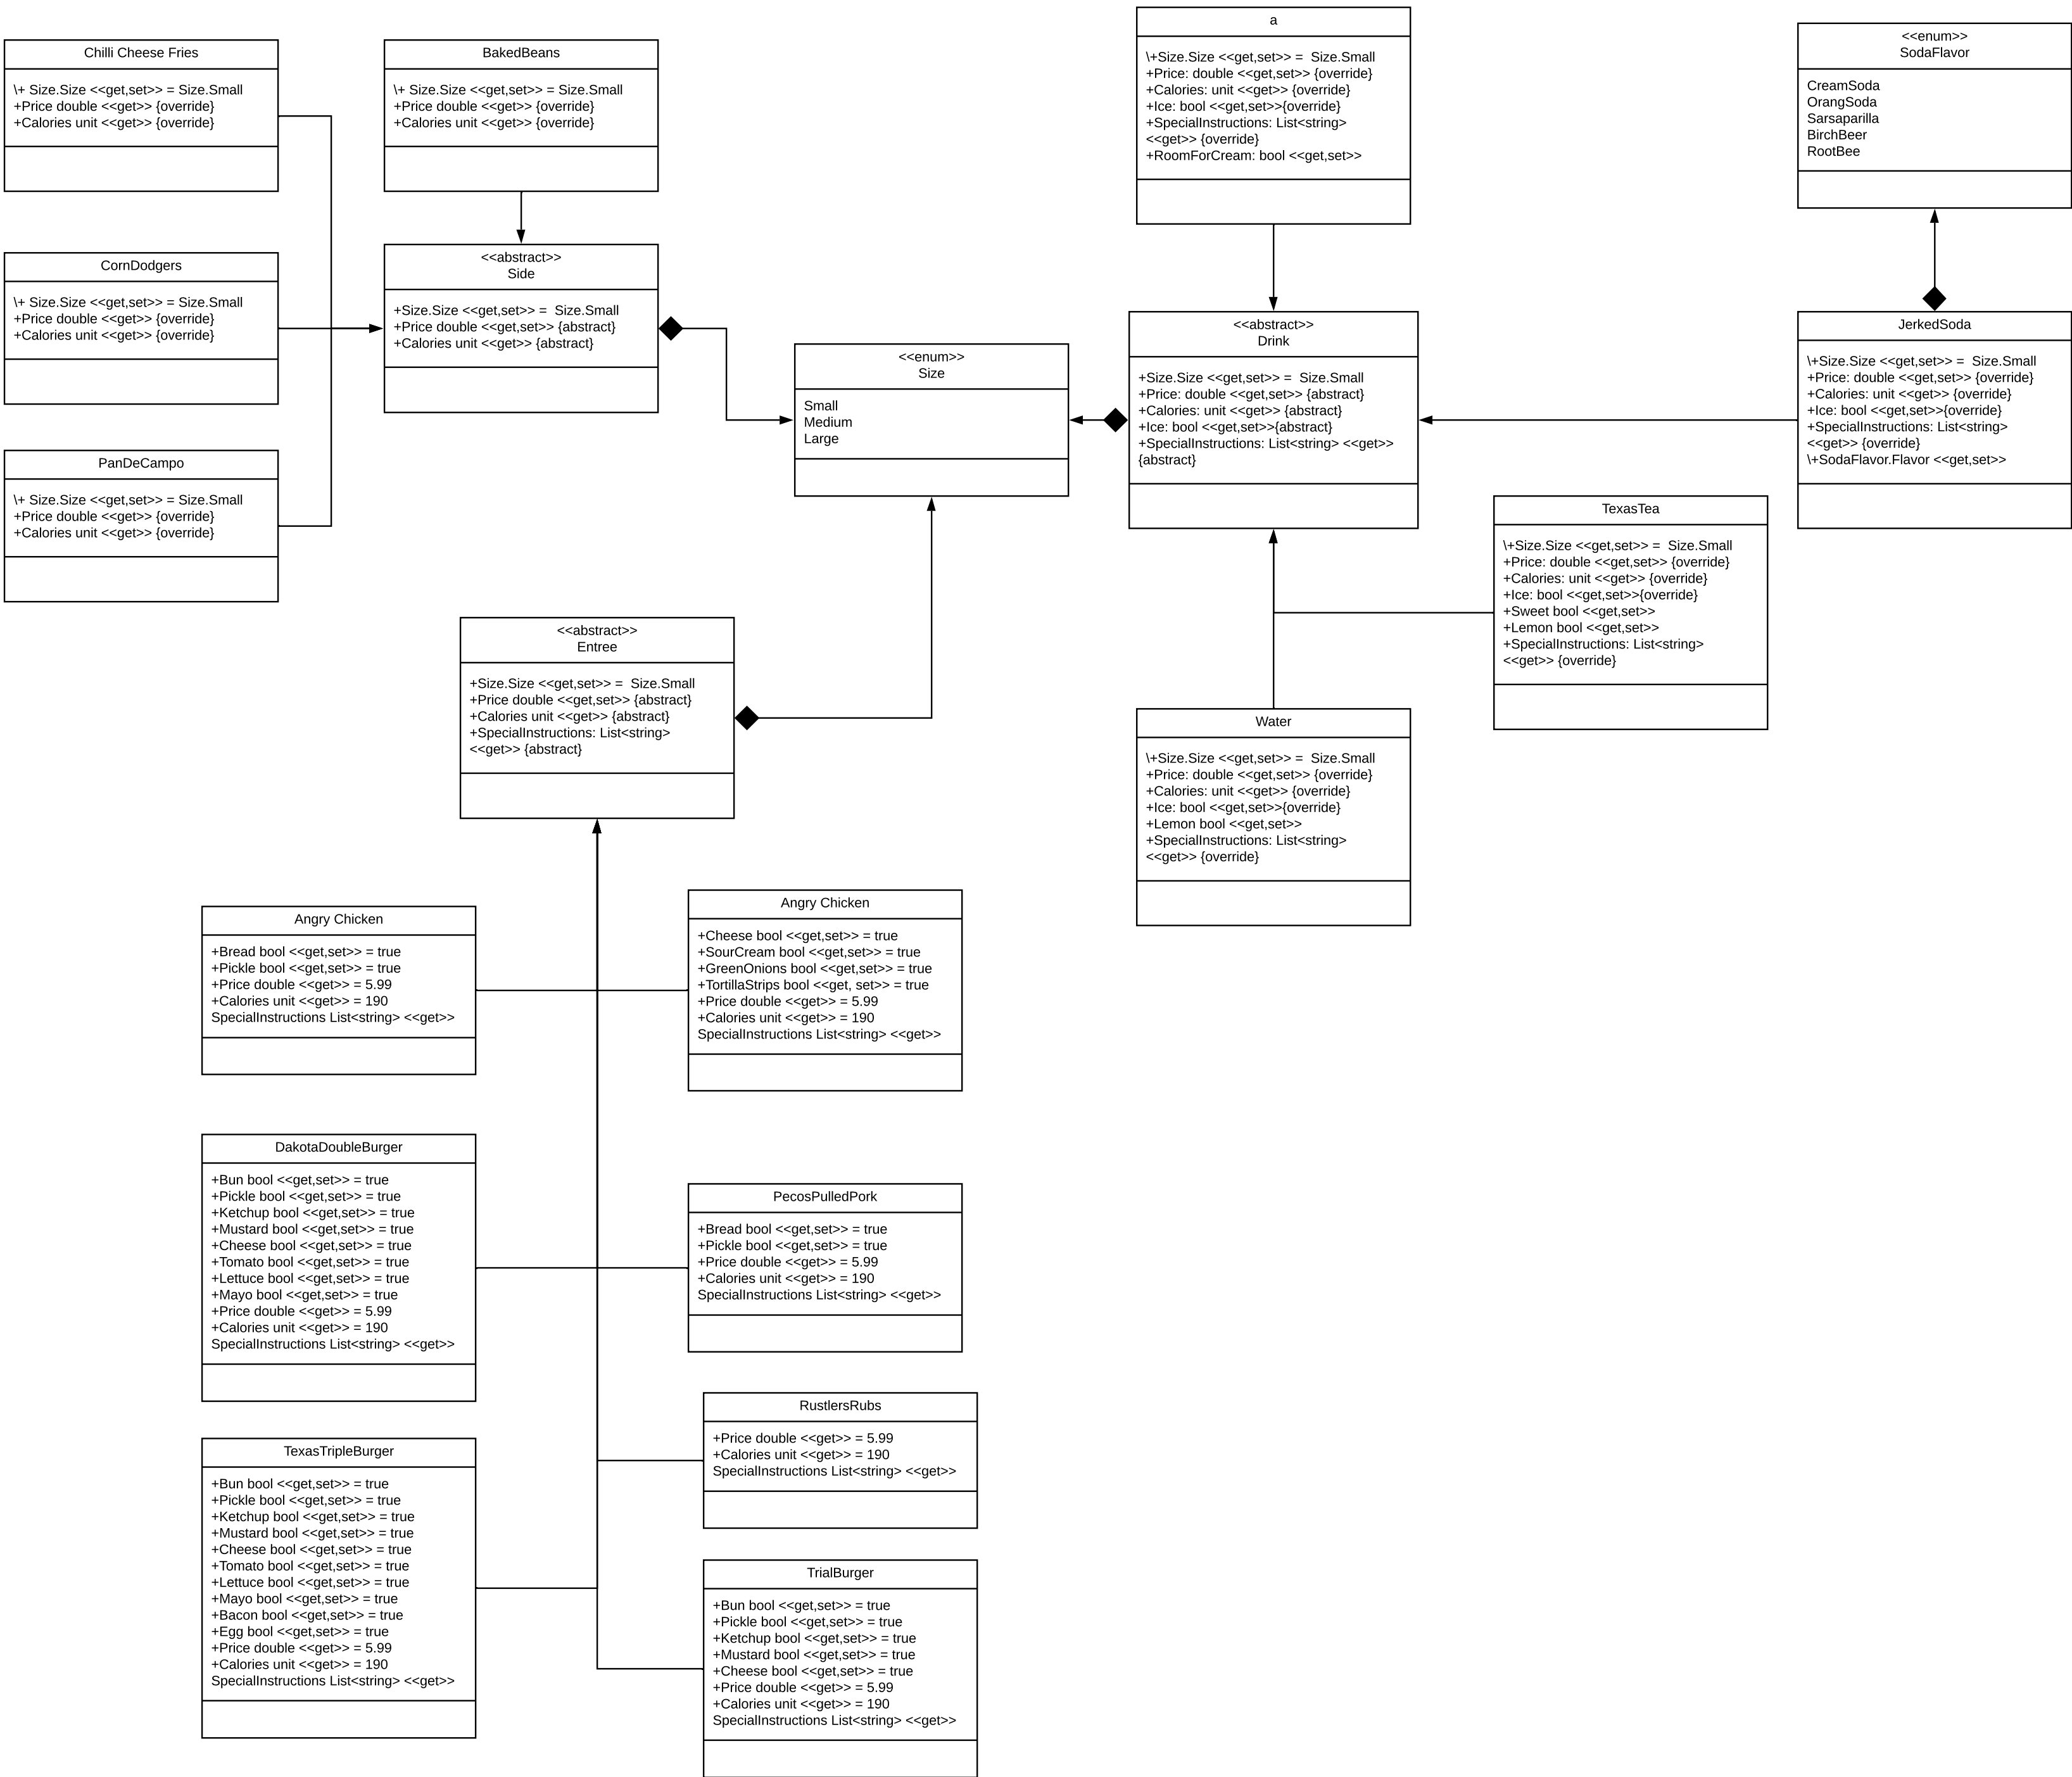 Chilli Cheese Fries
\+ Size.Size <<get,set>> = Size.Small
+Price double <<get>> {override}
+Calories unit <<get>> {override}
BakedBeans
\+ Size.Size <<get,set>> = Size.Small
+Price double <<get>> {override}
+Calories unit <<get>> {override}
a
\+Size.Size <<get,set>> =  Size.Small
+Price: double <<get,set>> {override}
+Calories: unit <<get>> {override}
+Ice: bool <<get,set>>{override}
+SpecialInstructions: List<string>
<<get>> {override}
+RoomForCream: bool <<get,set>>
<<enum>>
SodaFlavor
CreamSoda
OrangSoda
Sarsaparilla
BirchBeer
RootBee
CornDodgers
\+ Size.Size <<get,set>> = Size.Small
+Price double <<get>> {override}
+Calories unit <<get>> {override}
<<abstract>>
Side
+Size.Size <<get,set>> =  Size.Small
+Price double <<get,set>> {abstract}
+Calories unit <<get>> {abstract}
<<enum>>
Size
Small
Medium
Large
<<abstract>>
Drink
+Size.Size <<get,set>> =  Size.Small
+Price: double <<get,set>> {abstract}
+Calories: unit <<get>> {abstract}
+Ice: bool <<get,set>>{abstract}
+SpecialInstructions: List<string> <<get>>
{abstract}
JerkedSoda
\+Size.Size <<get,set>> =  Size.Small
+Price: double <<get,set>> {override}
+Calories: unit <<get>> {override}
+Ice: bool <<get,set>>{override}
+SpecialInstructions: List<string>
<<get>> {override}
\+SodaFlavor.Flavor <<get,set>>
PanDeCampo
\+ Size.Size <<get,set>> = Size.Small
+Price double <<get>> {override}
+Calories unit <<get>> {override}
TexasTea
\+Size.Size <<get,set>> =  Size.Small
+Price: double <<get,set>> {override}
+Calories: unit <<get>> {override}
+Ice: bool <<get,set>>{override}
+Sweet bool <<get,set>>
+Lemon bool <<get,set>>
+SpecialInstructions: List<string>
<<get>> {override}
<<abstract>>
Entree
+Size.Size <<get,set>> =  Size.Small
+Price double <<get,set>> {abstract}
+Calories unit <<get>> {abstract}
+SpecialInstructions: List<string>
<<get>> {abstract}
Water
\+Size.Size <<get,set>> =  Size.Small
+Price: double <<get,set>> {override}
+Calories: unit <<get>> {override}
+Ice: bool <<get,set>>{override}
+Lemon bool <<get,set>>
+SpecialInstructions: List<string>
<<get>> {override}
Angry Chicken
+Bread bool <<get,set>> = true
+Pickle bool <<get,set>> = true
+Price double <<get>> = 5.99
+Calories unit <<get>> = 190
SpecialInstructions List<string> <<get>>
Angry Chicken
+Cheese bool <<get,set>> = true
+SourCream bool <<get,set>> = true
+GreenOnions bool <<get,set>> = true
+TortillaStrips bool <<get, set>> = true
+Price double <<get>> = 5.99
+Calories unit <<get>> = 190
SpecialInstructions List<string> <<get>>
DakotaDoubleBurger
+Bun bool <<get,set>> = true
+Pickle bool <<get,set>> = true
+Ketchup bool <<get,set>> = true
+Mustard bool <<get,set>> = true
+Cheese bool <<get,set>> = true
+Tomato bool <<get,set>> = true
+Lettuce bool <<get,set>> = true
+Mayo bool <<get,set>> = true
+Price double <<get>> = 5.99
+Calories unit <<get>> = 190
SpecialInstructions List<string> <<get>>
PecosPulledPork
+Bread bool <<get,set>> = true
+Pickle bool <<get,set>> = true
+Price double <<get>> = 5.99
+Calories unit <<get>> = 190
SpecialInstructions List<string> <<get>>
RustlersRubs
+Price double <<get>> = 5.99
+Calories unit <<get>> = 190
SpecialInstructions List<string> <<get>>
TexasTripleBurger
+Bun bool <<get,set>> = true
+Pickle bool <<get,set>> = true
+Ketchup bool <<get,set>> = true
+Mustard bool <<get,set>> = true
+Cheese bool <<get,set>> = true
+Tomato bool <<get,set>> = true
+Lettuce bool <<get,set>> = true
+Mayo bool <<get,set>> = true
+Bacon bool <<get,set>> = true
+Egg bool <<get,set>> = true
+Price double <<get>> = 5.99
+Calories unit <<get>> = 190
SpecialInstructions List<string> <<get>>
TrialBurger
+Bun bool <<get,set>> = true
+Pickle bool <<get,set>> = true
+Ketchup bool <<get,set>> = true
+Mustard bool <<get,set>> = true
+Cheese bool <<get,set>> = true
+Price double <<get>> = 5.99
+Calories unit <<get>> = 190
SpecialInstructions List<string> <<get>>